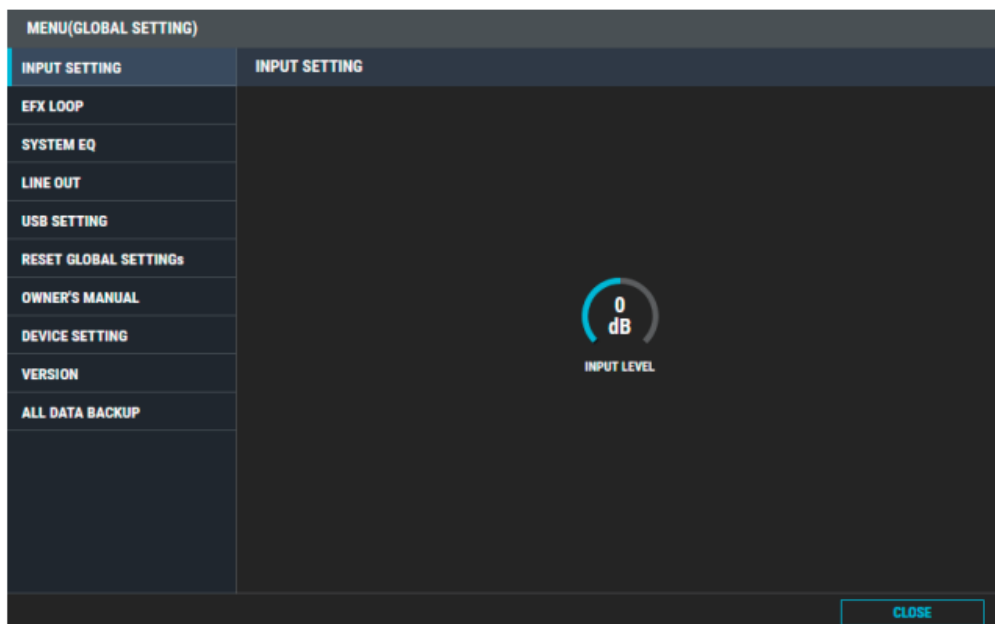 MENU(GLOBAL SETTING)
INPUT SETTING
INPUT SETTING
EFX LOOP
SYSTEM EQ
LINE OUT
USB SETTING
RESET GLOBAL SETTINGs
OWNER'S MANUAL
DEVICE SETTING
VERSION
ALL DATA BACKUP
0
dB
INPUT LEVEL
CLOSE